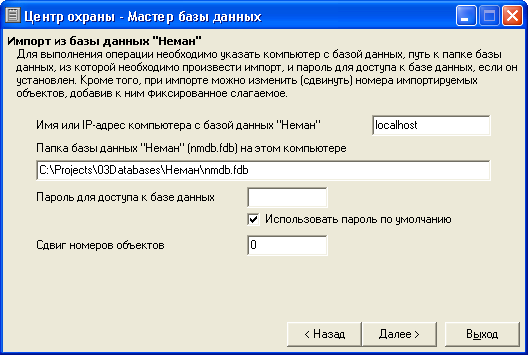 Центр охраны - Мастер базы данных
Импорт из базы данных "Неман"
Для выполнения операции необходимо указать компьютер с базой данных, путь к папке базы
данных, из которой необходимо произвести импорт, и пароль для доступа к базе данных, если он
установлен. Кроме того, при импорте можно изменить (сдвинуть) номера импортируемых
объектов, добавив к ним фиксированное слагаемое.
Имя или IP-адрес компьютера с базой данных "Неман" localhost
Папка базы данных "Неман" (nmdb.fdb) на этом компьютере
C:\Projects\03Databases\Неман\nmdb.fdb
Пароль для доступа к базе данных
Использовать пароль по умолчанию
Сдвиг номеров объектов 0
< Назад Далее > Выход